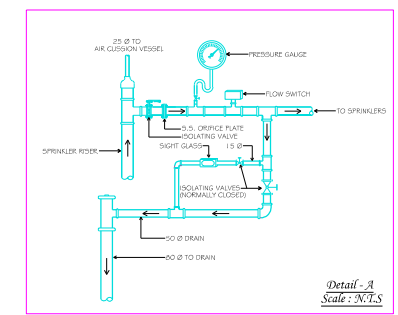 25 Ø TO
AIR CUSSION VESSEL
PRESSURE GAUGE
FLOW SWITCH
TO SPRINKLERS
S.S. ORIFICE PLATE
ISOLATING VALVE
SIGHT GLASS
15 Ø
SPRINKLER RISER
ISOLATING VALVES
(NORMALLY CLOSED)
50 Ø DRAIN
80 Ø TO DRAIN
Detail - A
Scale : N.T.S